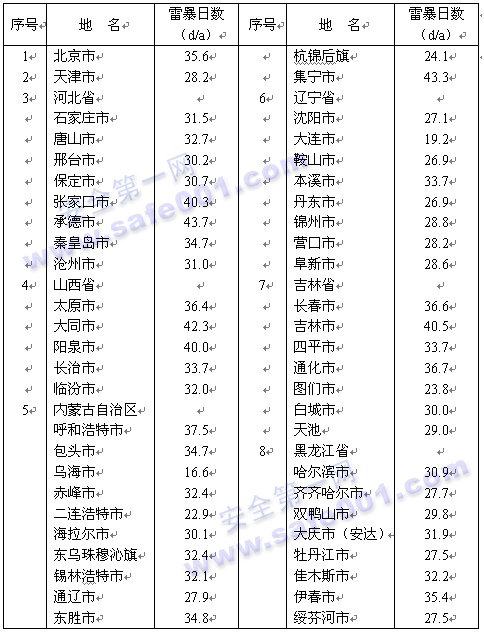 序号 地 名 雷暴日数（d/a） 序号 地 名 雷暴日数（d/a）
1 北京市 35.6 杭锦后旗 24.1
2 天津市 28.2 集宁市 43.3
3 河北省 6 辽宁省
石家庄市 31.5 沈阳市 27.1
唐山市 32.7 大连市 19.2
邢台市 30.2 鞍山市 26.9
保定市 30.7 本溪市 33.7
张家口市 40.3 丹东市 26.9
承德市 43.7 锦州市 28.8
秦皇岛市 34.7 营口市 28.2
沧州市 31.0 阜新市 28.6
4 山西省 7 吉林省
太原市 36.4 长春市 36.6
大同市 42.3 吉林市 40.5
阳泉市 40.0 四平市 33.7
长治市 33.7 通化市 36.7
临汾市 32.0 图们市 23.8
5 内蒙古自治区 白城市 30.0
呼和浩特市 37.5 天池 29.0
包头市 34.7 8 黑龙江省
乌海市 16.6 哈尔滨市 30.9
赤峰市 32.4 齐齐哈尔市 27.7
二连浩特市 22.9 双鸭山市 29.8
海拉尔市 30.1 大庆市（安达） 31.9
东乌珠穆沁旗 32.4 牡丹江市 27.5
锡林浩特市 32.1 佳木斯市 32.2
通辽市 27.9 伊春市 35.4
东胜市 34.8 绥芬河市 27.5
安全第一网
www.safe001.com
安全第一网
www.safe001.com